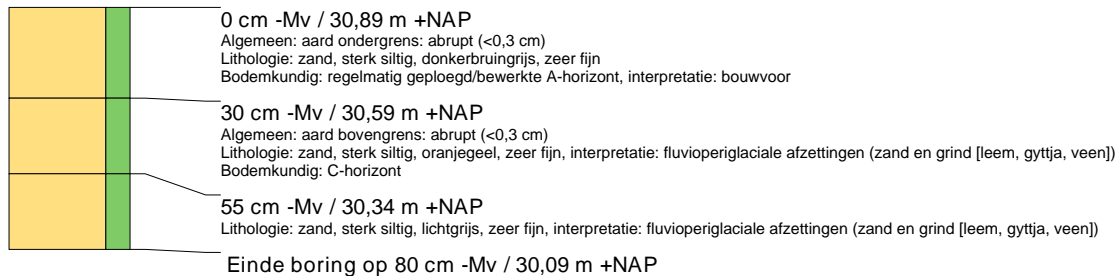 0 cm -Mv / 30,89 m +NAP
Algemeen: aard ondergrens: abrupt (<0,3 cm)
Lithologie: zand, sterk siltig, donkerbruingrijs, zeer fijn
Bodemkundig: regelmatig geploegd/bewerkte A-horizont, interpretatie: bouwvoor
30 cm -Mv / 30,59 m +NAP
Algemeen: aard bovengrens: abrupt (<0,3 cm)
Lithologie: zand, sterk siltig, oranjegeel, zeer fijn, interpretatie: fluvioperiglaciale afzettingen (zand en grind [leem, gyttja, veen])
Bodemkundig: C-horizont
55 cm -Mv / 30,34 m +NAP
Lithologie: zand, sterk siltig, lichtgrijs, zeer fijn, interpretatie: fluvioperiglaciale afzettingen (zand en grind [leem, gyttja, veen])
Einde boring op 80 cm -Mv / 30,09 m +NAP